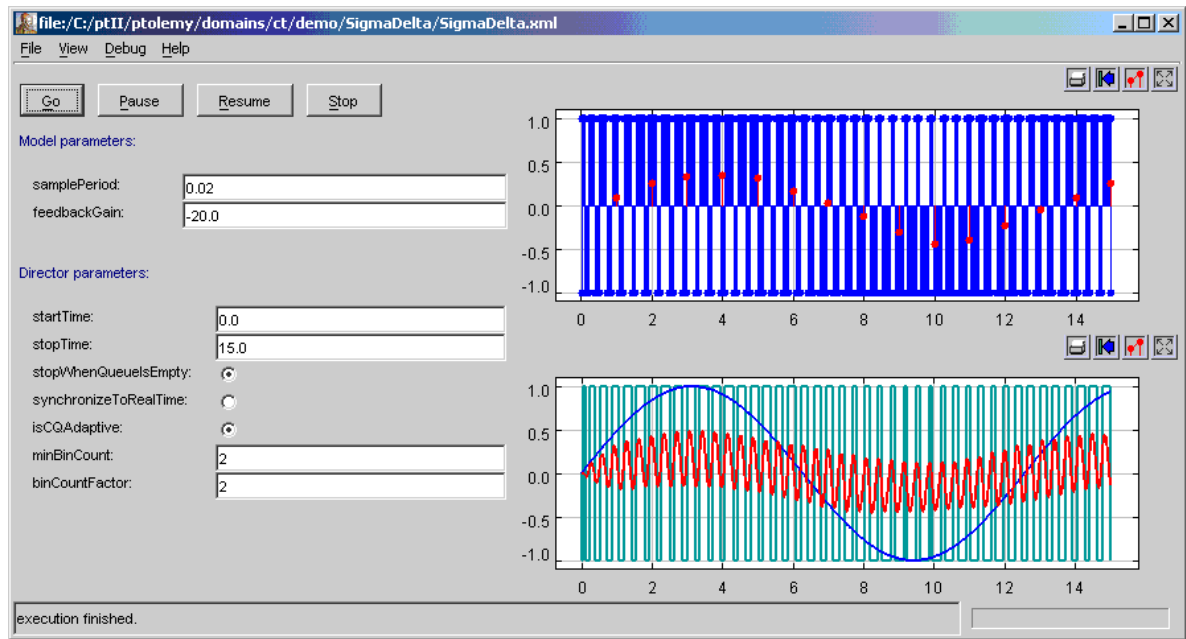 file:/C:/ptII/ptolemy/domains/ct/demo/SigmaDelta/SigmaDelta.xml
File View Debug Help
Go Pause Resume Stop
Model parameters:
samplePeriod: 0.02
feedbackGain: -20.0
Director parameters:
startTime: 0.0
stopTime: 15.0
stopWhenQueueIsEmpty:
synchronizeToRealTime:
isCQAdaptive:
minBinCount: 2
binCountFactor: 2
1.0
0.5
0.0
-0.5
-1.0
0 2 4 6 8 10 12 14
1.0
0.5
0.0
-0.5
-1.0
0 2 4 6 8 10 12 14
execution finished.